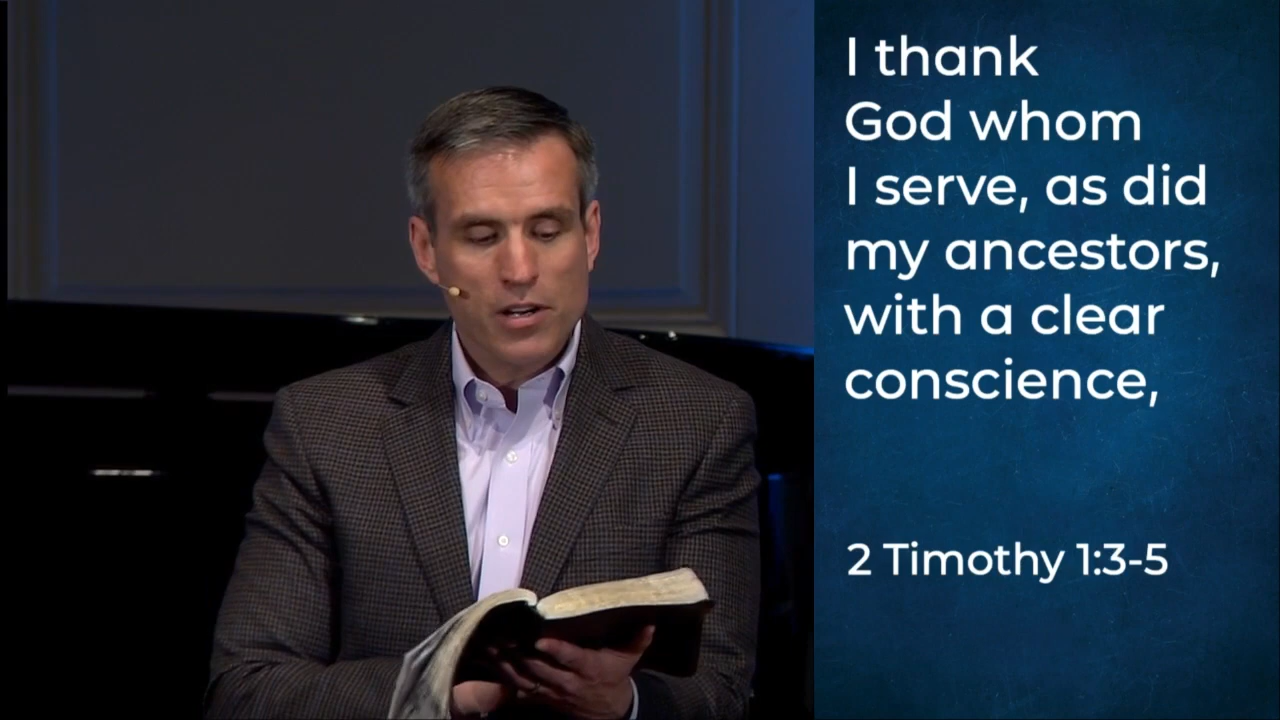 I thank
God whom
I serve, as did
my ancestors,
with a clear
conscience,
2 Timothy 1:3-5